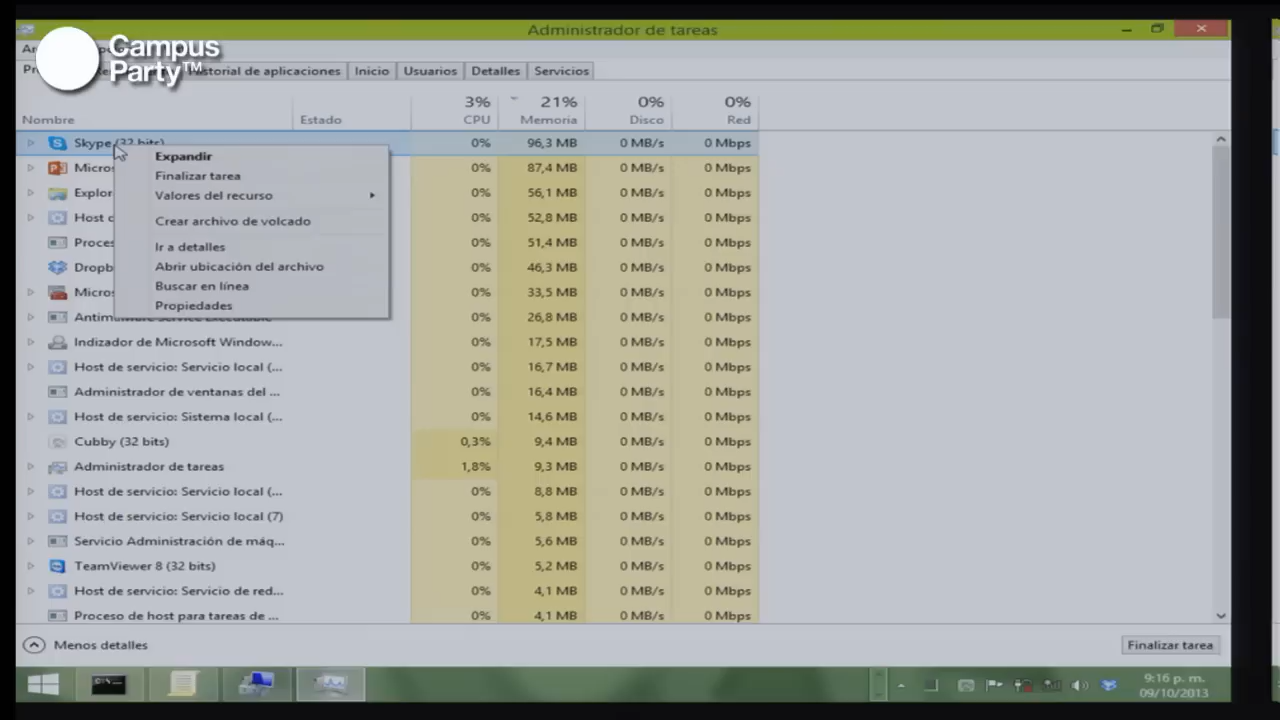 Administrador de tareas
Campus
Party™
Historial de aplicaciones
Inicio
Usuarios
Detalles
Servicios
3% 21% 0% 0%
Nombre Estado CPU Memoria Disco Red
Skype (32 bits) 0% 96,3 MB 0 MB/s 0 Mbps
Expandir
Finalizar tarea
Valores del recurso
Crear archivo de volcado
Ir a detalles
Abrir ubicación del archivo
Buscar en línea
Propiedades
Micros 0% 87,4 MB 0 MB/s 0 Mbps
Explor 0% 56,1 MB 0 MB/s 0 Mbps
Host 0% 52,8 MB 0 MB/s 0 Mbps
Proces 0% 51,4 MB 0 MB/s 0 Mbps
Dropb 0% 46,3 MB 0 MB/s 0 Mbps
Micros 0% 33,5 MB 0 MB/s 0 Mbps
Antimalware Service Executable 0% 26,8 MB 0 MB/s 0 Mbps
Indizador de Microsoft Window... 0% 17,5 MB 0 MB/s 0 Mbps
Host de servicio: Servicio local (... 0% 16,7 MB 0 MB/s 0 Mbps
Administrador de ventanas del ... 0% 16,4 MB 0 MB/s 0 Mbps
Host de servicio: Sistema local (... 0% 14,6 MB 0 MB/s 0 Mbps
Cubby (32 bits) 0,3% 9,4 MB 0 MB/s 0 Mbps
Administrador de tareas 1,8% 9,3 MB 0 MB/s 0 Mbps
Host de servicio: Servicio local (... 0% 8,8 MB 0 MB/s 0 Mbps
Host de servicio: Servicio local (7) 0% 5,8 MB 0 MB/s 0 Mbps
Servicio Administración de máq... 0% 5,6 MB 0 MB/s 0 Mbps
TeamViewer 8 (32 bits) 0% 5,2 MB 0 MB/s 0 Mbps
Host de servicio: Servicio de red... 0% 4,1 MB 0 MB/s 0 Mbps
Proceso de host para tareas de ... 0% 4,1 MB 0 MB/s 0 Mbps
Menos detalles
Finalizar tarea
9:16 p. m.
09/10/2013